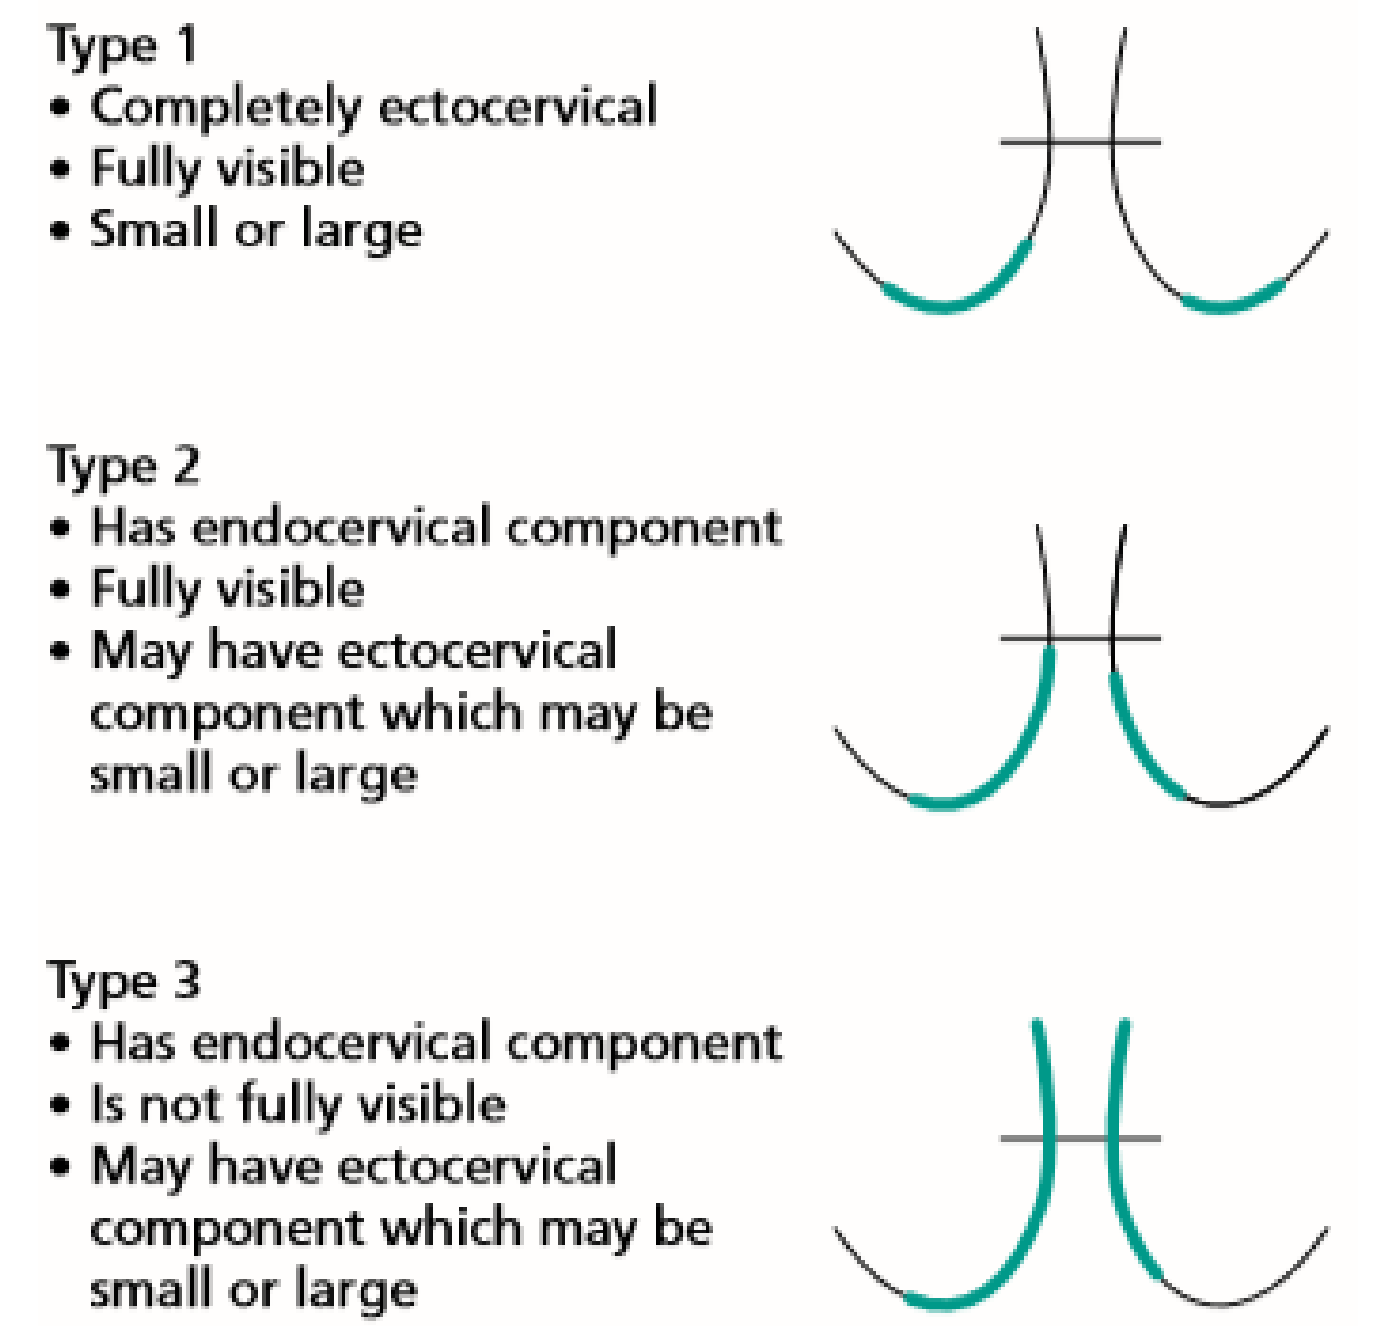 Type 1
• Completely ectocervical
• Fully visible
• Small or large
Type 2
• Has endocervical component
• Fully visible
• May have ectocervical
component which may be
small or large
Type 3
• Has endocervical component
• Is not fully visible
• May have ectocervical
component which may be
small or large